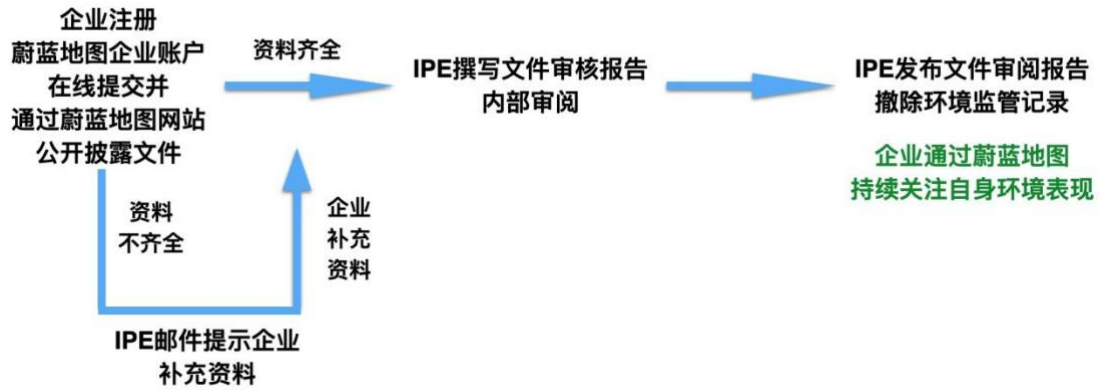 企业注册
蔚蓝地图企业账户
在线提交并
通过蔚蓝地图网站
公开披露文件
资料齐全
IPE撰写文件审核报告
内部审阅
IPE发布文件审阅报告
撤除环境监管记录
企业通过蔚蓝地图
持续关注自身环境表现
资料
不齐全
企业
补充
资料
IPE邮件提示企业
补充资料